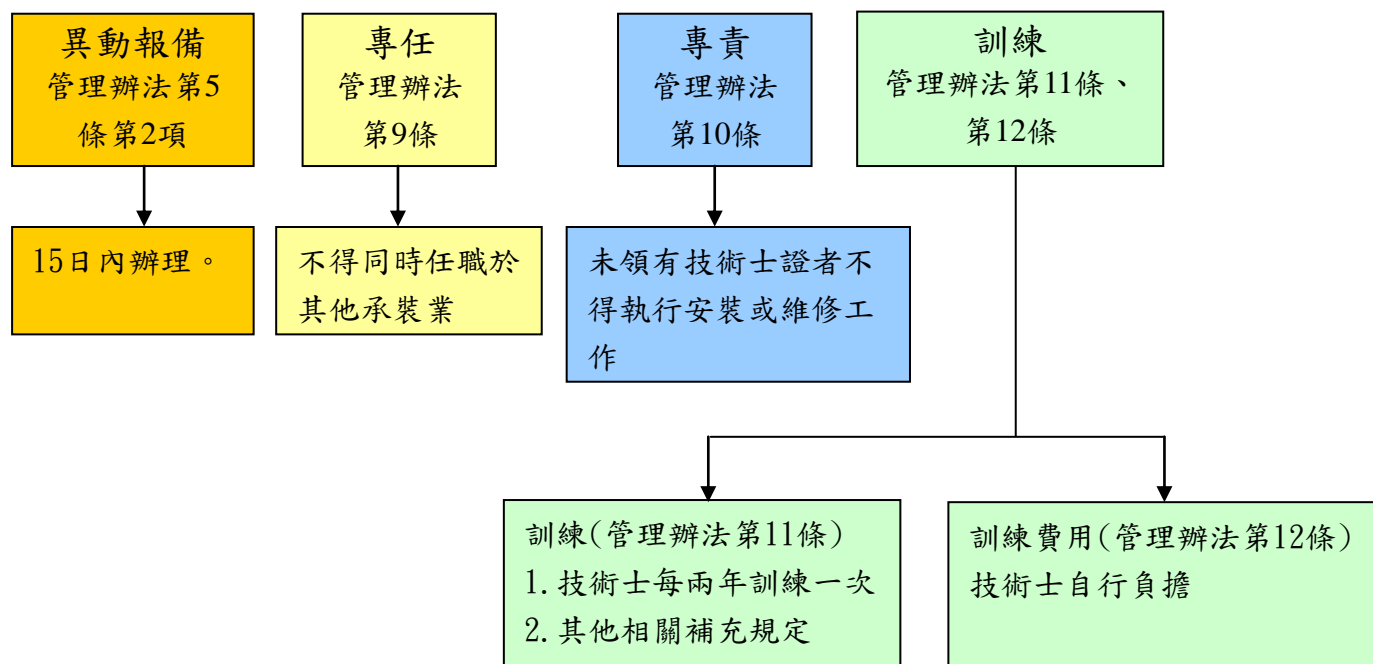 異動報備
管理辦法第5
條第2項
專任
管理辦法
第9條
專責
管理辦法
第10條
訓練
管理辦法第11條、
第12條
15日內辦理。
不得同時任職於
其他承裝業
未領有技術士證者不
得執行安裝或維修工
作
訓練(管理辦法第11條)
1.技術士每兩年訓練一次
2.其他相關補充規定
訓練費用(管理辦法第12條)
技術士自行負擔